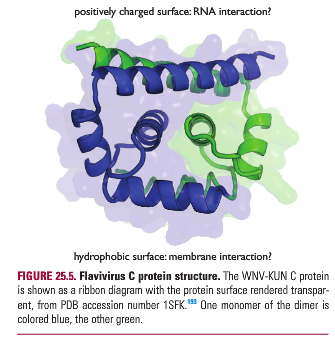 positively charged surface: RNA interaction?
hydrophobic surface: membrane interaction?
FIGURE 25.5. Flavivirus C protein structure. The WNV-KUN C protein
is shown as a ribbon diagram with the protein surface rendered transpar-
ent, from PDB accession number 1SFK.193 One monomer of the dimer is
colored blue, the other green.